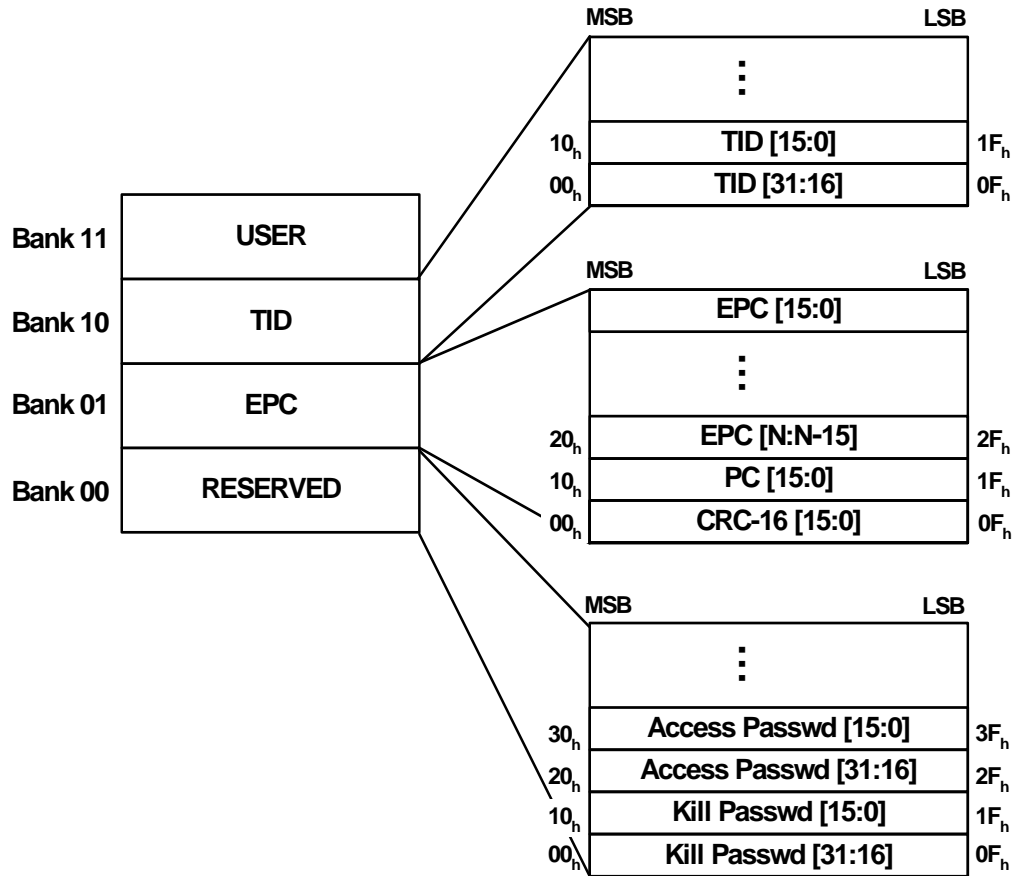 MSB LSB
⋮
10h TID [15:0] 1Fh
00h TID [31:16] 0Fh
Bank 11 USER
Bank 10 TID
Bank 01 EPC
Bank 00 RESERVED
MSB LSB
EPC [15:0]
⋮
20h EPC [N:N-15] 2Fh
10h PC [15:0] 1Fh
00h CRC-16 [15:0] 0Fh
MSB LSB
⋮
30h Access Passwd [15:0] 3Fh
20h Access Passwd [31:16] 2Fh
10h Kill Passwd [15:0] 1Fh
00h Kill Passwd [31:16] 0Fh